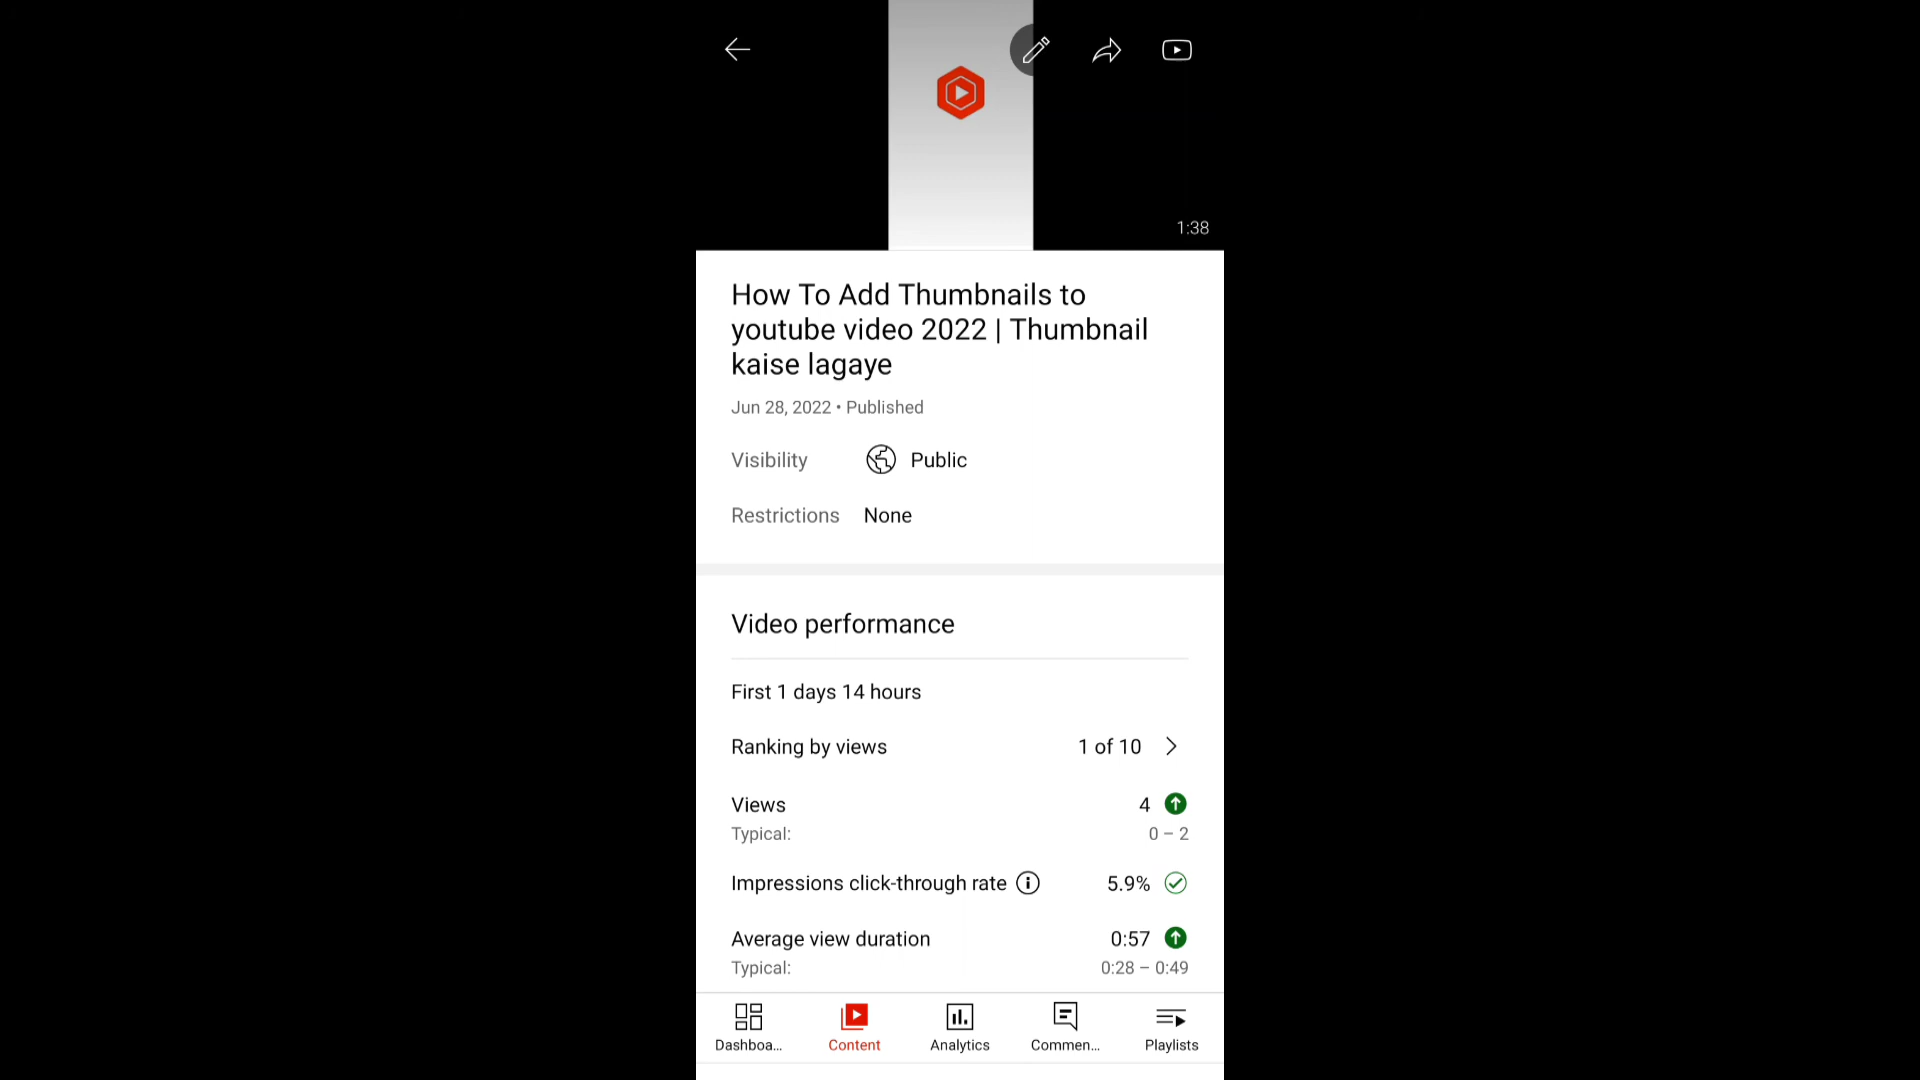 1:38
How To Add Thumbnails to
youtube video 2022 | Thumbnail
kaise lagaye
Jun 28, 2022 • Published
Visibility Public
Restrictions None
Video performance
First 1 days 14 hours
Ranking by views 1 of 10
Views 4
Typical: 0 – 2
Impressions click-through rate 5.9%
Average view duration 0:57
Typical: 0:28 – 0:49
Dashboa... Content Analytics Commen... Playlists